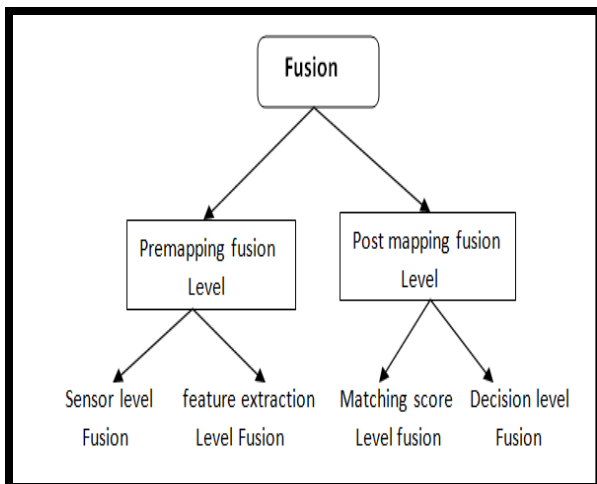 Fusion
Premapping fusion
Level
Post mapping fusion
Level
Sensor level
Fusion
feature extraction
Level Fusion
Matching score
Level fusion
Decision level
Fusion